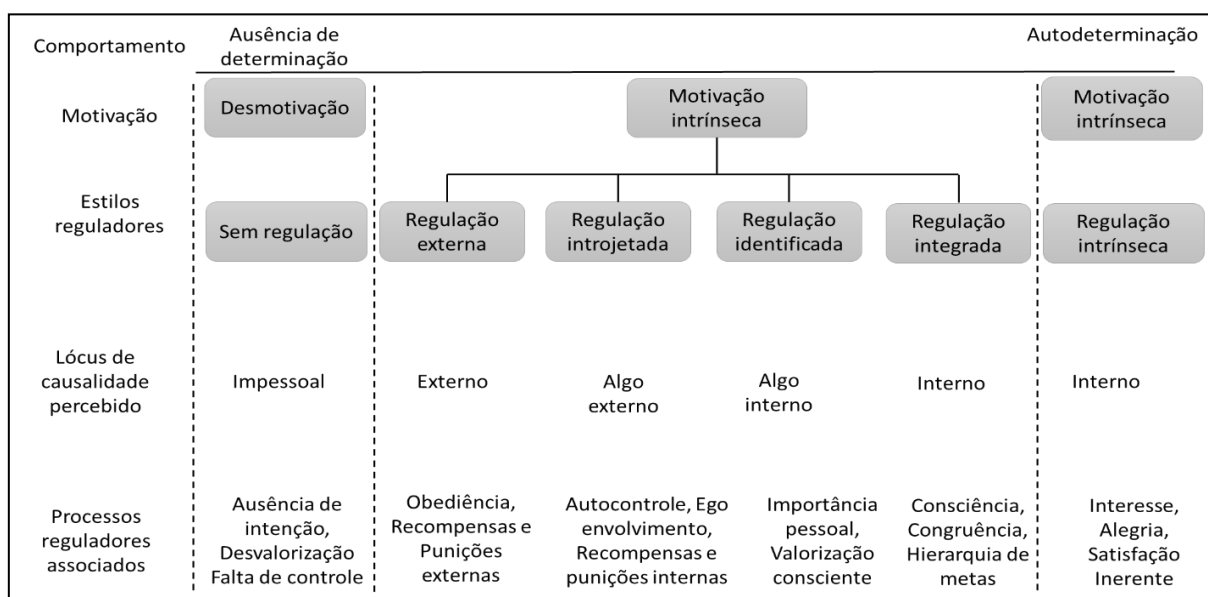 Comportamento
Ausência de
determinação
Autodeterminação
Motivação
Desmotivação
Motivação
intrínseca
Motivação
intrínseca
Estilos
reguladores
Sem regulação
Regulação
externa
Regulação
introjetada
Regulação
identificada
Regulação
integrada
Regulação
intrínseca
Lócus de
causalidade
percebido
Impessoal
Externo
Algo
externo
Algo
interno
Interno
Interno
Processos
reguladores
associados
Ausência de
intenção,
Desvalorização
Falta de controle
Obediência,
Recompensas e
Punições
externas
Autocontrole, Ego
envolvimento,
Recompensas e
punições internas
Importância
pessoal,
Valorização
consciente
Consciência,
Congruência,
Hierarquia de
metas
Interesse,
Alegria,
Satisfação
Inerente